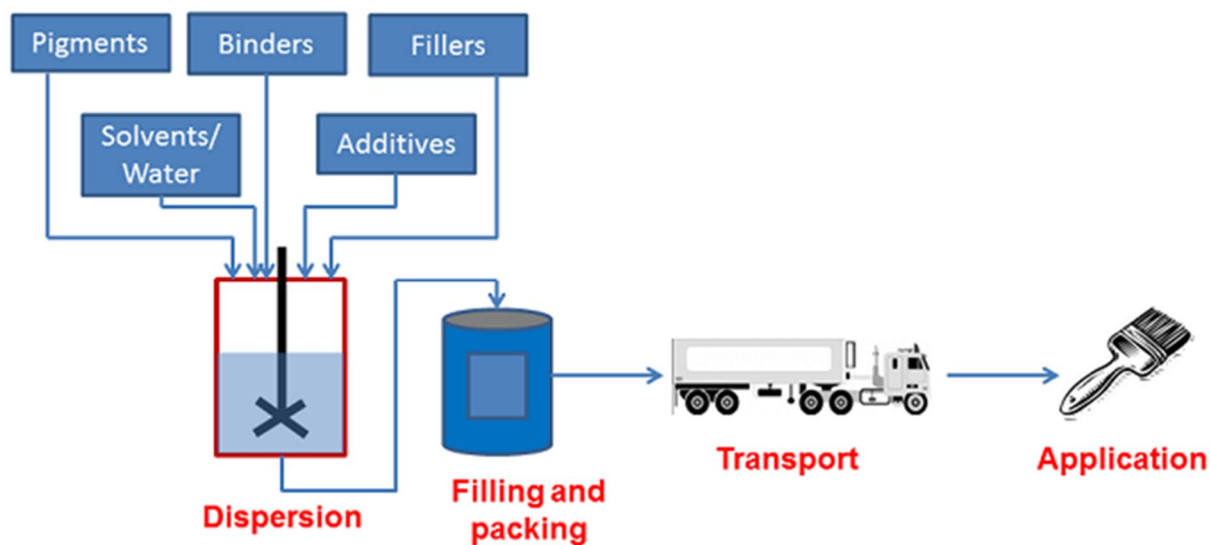 Pigments
Binders
Fillers
Solvents/
Water
Additives
Dispersion
Filling and
packing
Transport
Application